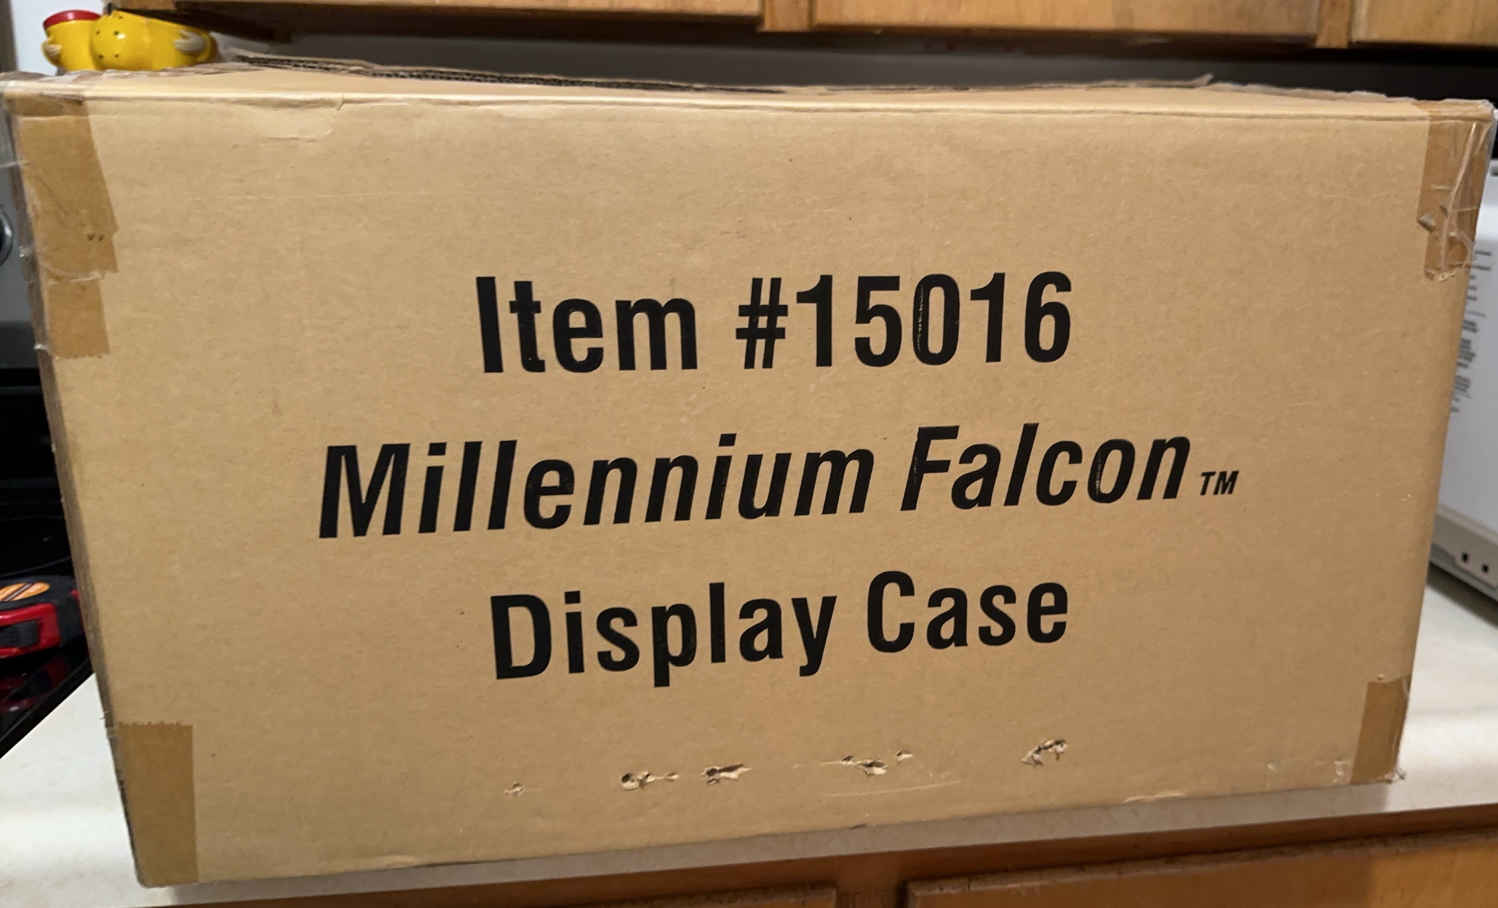 Item #15016
Millennium Falcon™
Display Case